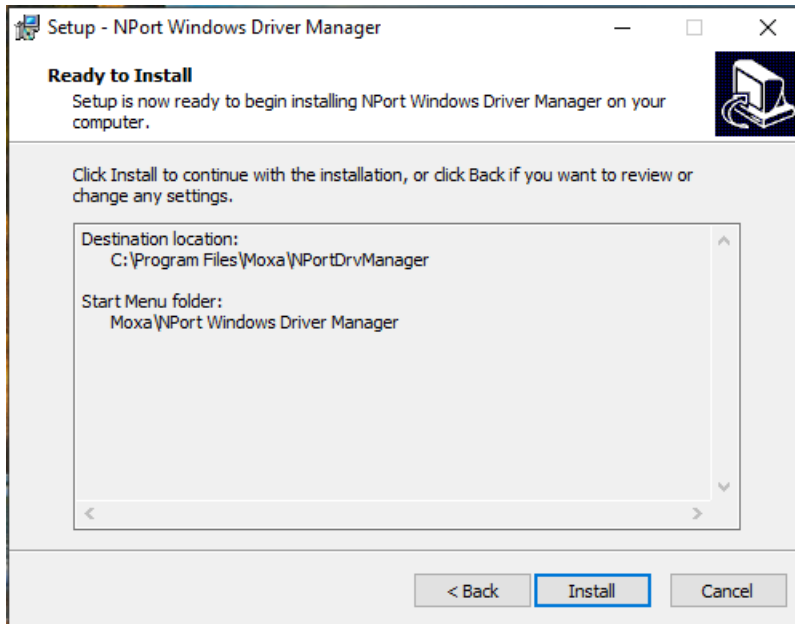 Setup - NPort Windows Driver Manager
Ready to Install
Setup is now ready to begin installing NPort Windows Driver Manager on your
computer.
Click Install to continue with the installation, or click Back if you want to review or
change any settings.
Destination location:
C:\Program Files\Moxa\NPortDrvManager
Start Menu folder:
Moxa\NPort Windows Driver Manager
< Back
Install
Cancel